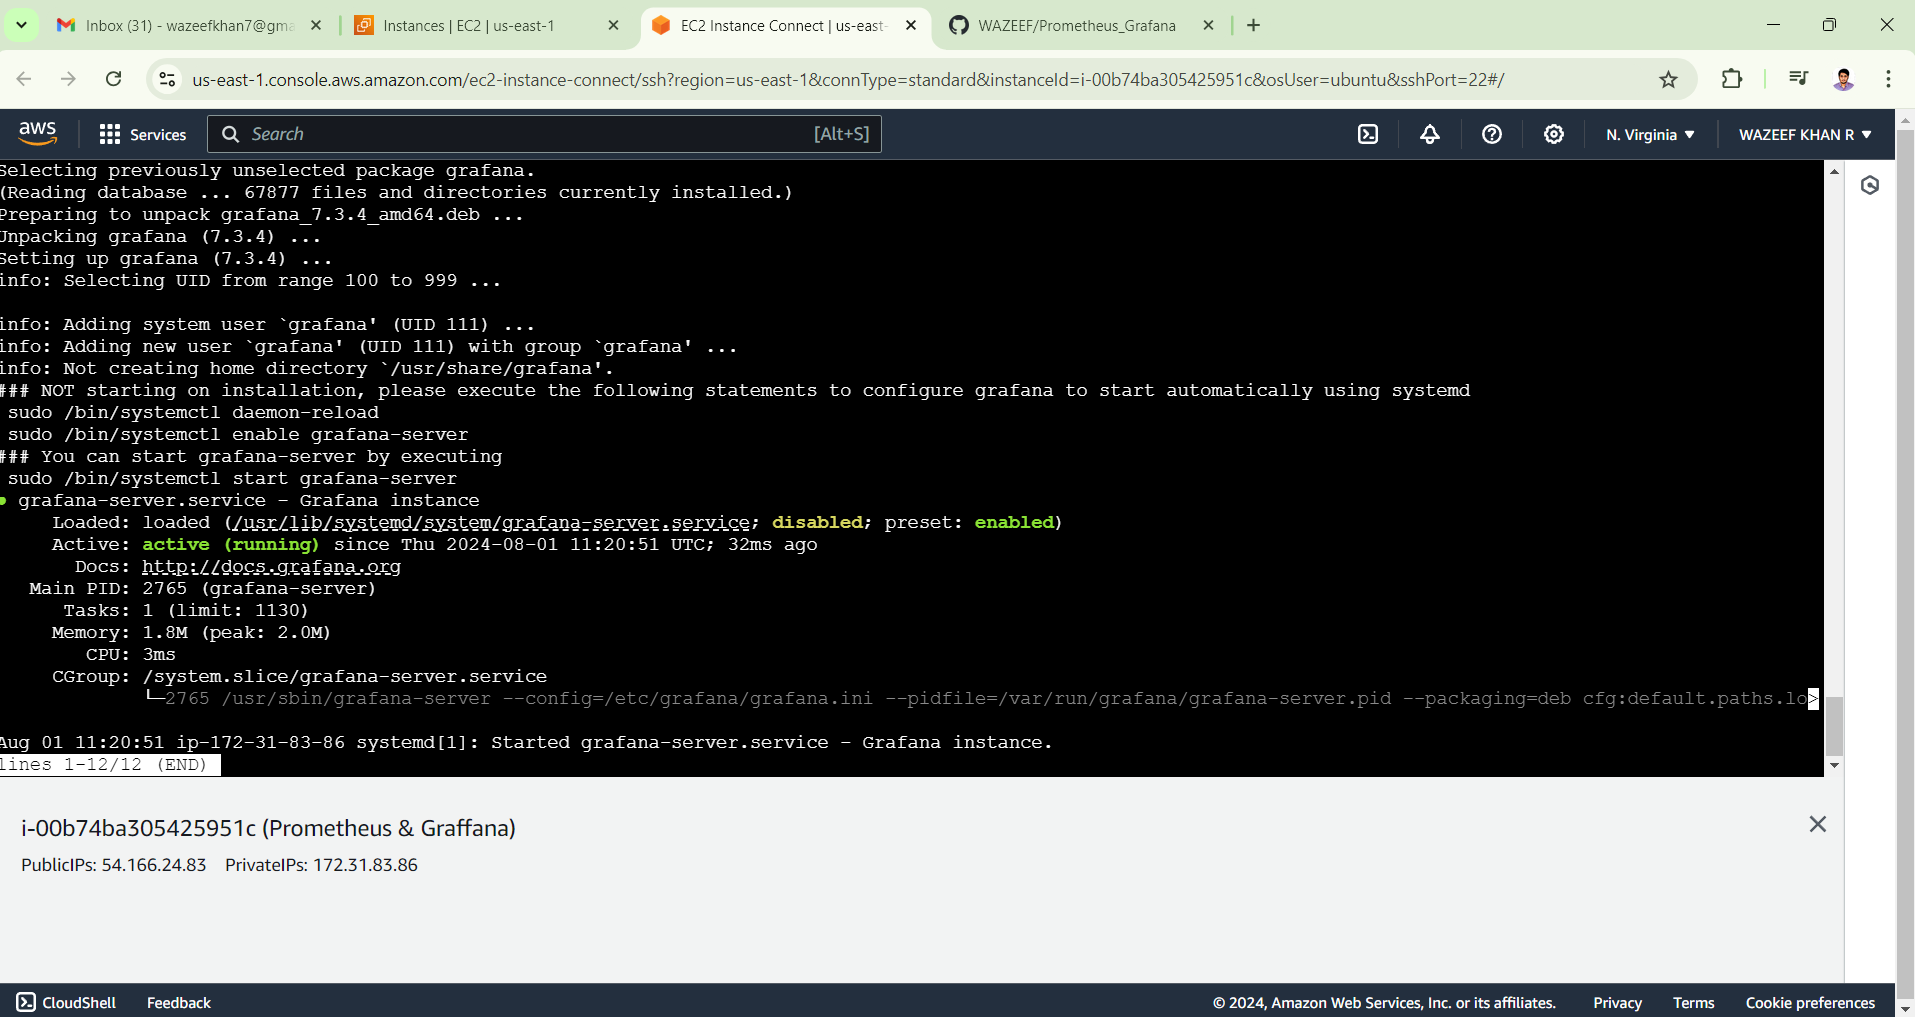 Inbox (31) - wazeefkhan7@gma
Instances | EC2 | us-east-1
EC2 Instance Connect | us-east-
WAZEEF/Prometheus_Grafana
us-east-1.console.aws.amazon.com/ec2-instance-connect/ssh?region=us-east-1&connType=standard&instanceId=i-00b74ba305425951c&osUser=ubuntu&sshPort=22#/
aws
Services
Search
[Alt+S]
N. Virginia
WAZEEF KHAN R
Selecting previously unselected package grafana.
(Reading database ... 67877 files and directories currently installed.)
Preparing to unpack grafana_7.3.4_amd64.deb ...
Unpacking grafana (7.3.4) ...
Setting up grafana (7.3.4) ...
info: Selecting UID from range 100 to 999 ...
info: Adding system user `grafana' (UID 111) ...
info: Adding new user `grafana' (UID 111) with group `grafana' ...
info: Not creating home directory `/usr/share/grafana'.
### NOT starting on installation, please execute the following statements to configure grafana to start automatically using systemd
sudo /bin/systemctl daemon-reload
sudo /bin/systemctl enable grafana-server
### You can start grafana-server by executing
sudo /bin/systemctl start grafana-server
● grafana-server.service - Grafana instance
Loaded: loaded (/usr/lib/systemd/system/grafana-server.service; disabled; preset: enabled)
Active: active (running) since Thu 2024-08-01 11:20:51 UTC; 32ms ago
Docs: http://docs.grafana.org
Main PID: 2765 (grafana-server)
Tasks: 1 (limit: 1130)
Memory: 1.8M (peak: 2.0M)
CPU: 3ms
CGroup: /system.slice/grafana-server.service
└─2765 /usr/sbin/grafana-server --config=/etc/grafana/grafana.ini --pidfile=/var/run/grafana/grafana-server.pid --packaging=deb cfg:default.paths.lo>
Aug 01 11:20:51 ip-172-31-83-86 systemd[1]: Started grafana-server.service - Grafana instance.
lines 1-12/12 (END)
i-00b74ba305425951c (Prometheus & Graffana)
PublicIPs: 54.166.24.83 PrivateIPs: 172.31.83.86
CloudShell
Feedback
© 2024, Amazon Web Services, Inc. or its affiliates.
Privacy
Terms
Cookie preferences